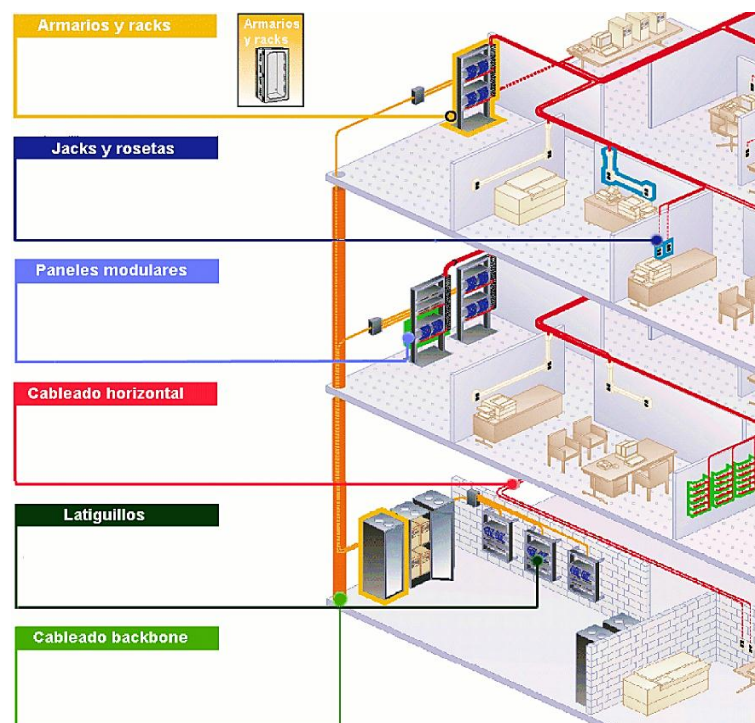 Armarios y racks
Armarios
y racks
Jacks y rosetas
Paneles modulares
Cableado horizontal
Latiguillos
Cableado backbone